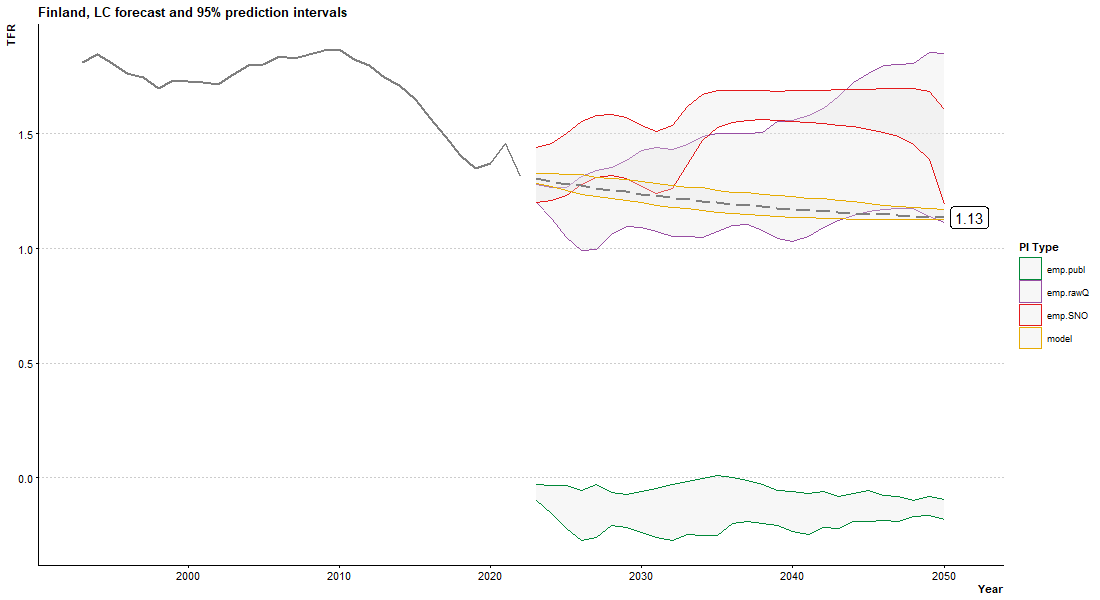 Finland, LC forecast and 95% prediction intervals
TFR
1.5
1.0
0.5
0.0
1.13
PI Type
emp.publ
emp.rawQ
emp.SNO
model
2000
2010
2020
2030
2040
2050
Year